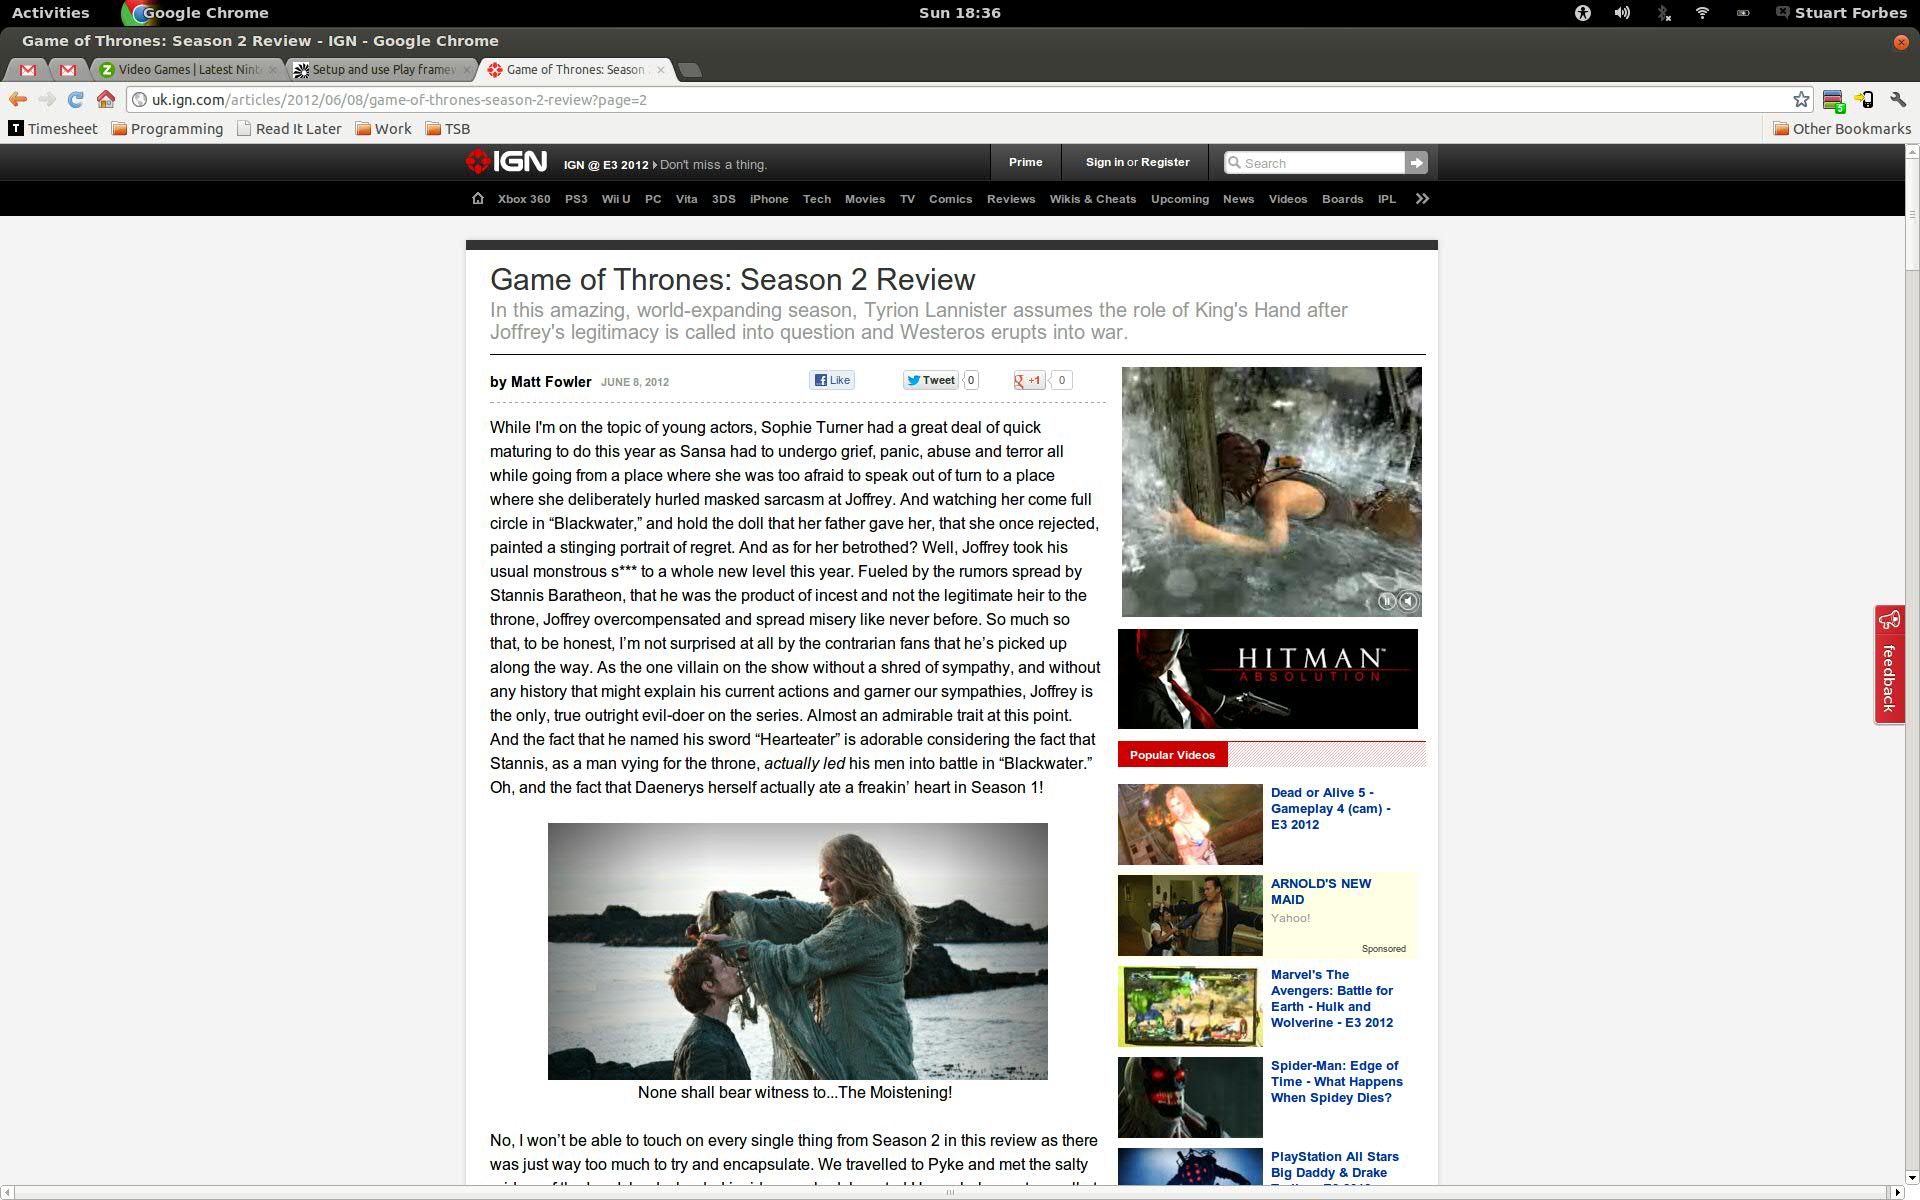 Activities
Google Chrome
Sun 18:36
Stuart Forbes
Game of Thrones: Season 2 Review - IGN - Google Chrome
Video Games | Latest Nint
Setup and use Play framew
Game of Thrones: Season
uk.ign.com/articles/2012/06/08/game-of-thrones-season-2-review?page=2
5
T Timesheet
Programming
Read It Later
Work
TSB
Other Bookmarks
IGN
IGN @ E3 2012 Don't miss a thing.
Prime
Sign in or Register
Search
Xbox 360 PS3 Wii U PC Vita 3DS iPhone Tech Movies TV Comics Reviews Wikis & Cheats Upcoming News Videos Boards IPL
Game of Thrones: Season 2 Review
In this amazing, world-expanding season, Tyrion Lannister assumes the role of King's Hand after
Joffrey's legitimacy is called into question and Westeros erupts into war.
by Matt Fowler JUNE 8, 2012
Like
Tweet 0
+1 0
While I'm on the topic of young actors, Sophie Turner had a great deal of quick
maturing to do this year as Sansa had to undergo grief, panic, abuse and terror all
while going from a place where she was too afraid to speak out of turn to a place
where she deliberately hurled masked sarcasm at Joffrey. And watching her come full
circle in “Blackwater,” and hold the doll that her father gave her, that she once rejected,
painted a stinging portrait of regret. And as for her betrothed? Well, Joffrey took his
usual monstrous s*** to a whole new level this year. Fueled by the rumors spread by
Stannis Baratheon, that he was the product of incest and not the legitimate heir to the
throne, Joffrey overcompensated and spread misery like never before. So much so
that, to be honest, I’m not surprised at all by the contrarian fans that he’s picked up
along the way. As the one villain on the show without a shred of sympathy, and without
any history that might explain his current actions and garner our sympathies, Joffrey is
the only, true outright evil-doer on the series. Almost an admirable trait at this point.
And the fact that he named his sword “Hearteater” is adorable considering the fact that
Stannis, as a man vying for the throne, actually led his men into battle in “Blackwater.”
Oh, and the fact that Daenerys herself actually ate a freakin’ heart in Season 1!
None shall bear witness to...The Moistening!
No, I won’t be able to touch on every single thing from Season 2 in this review as there
was just way too much to try and encapsulate. We travelled to Pyke and met the salty
HITMAN™
ABSOLUTION
Popular Videos
Dead or Alive 5 -
Gameplay 4 (cam) -
E3 2012
ARNOLD'S NEW
MAID
Yahoo!
Sponsored
Marvel's The
Avengers: Battle for
Earth - Hulk and
Wolverine - E3 2012
Spider-Man: Edge of
Time - What Happens
When Spidey Dies?
PlayStation All Stars
Big Daddy & Drake
feedback